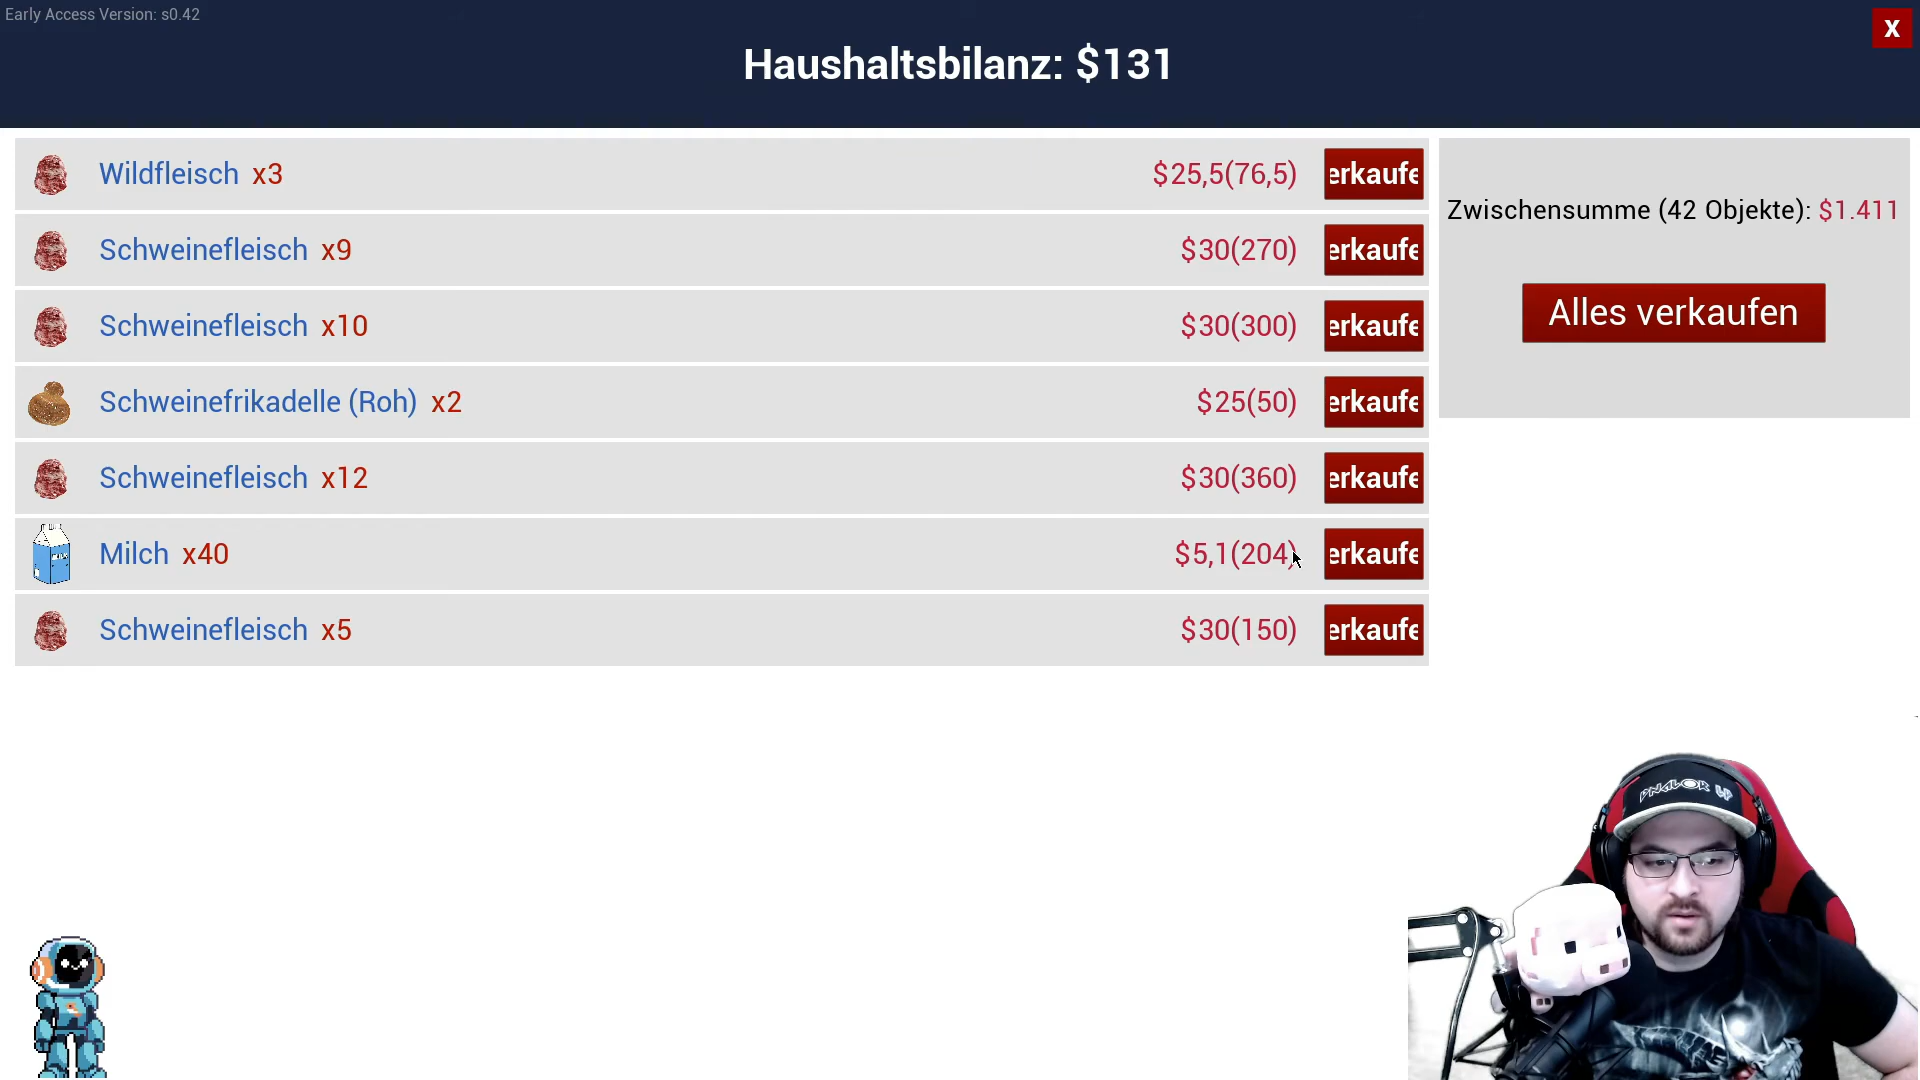 Early Access Version: s0.42
X
Haushaltsbilanz: $131
Wildfleisch x3 $25,5(76,5) erkaufe
Schweinefleisch x9 $30(270) erkaufe
Schweinefleisch x10 $30(300) erkaufe
Schweinefrikadelle (Roh) x2 $25(50) erkaufe
Schweinefleisch x12 $30(360) erkaufe
Milch x40 $5,1(204) erkaufe
Schweinefleisch x5 $30(150) erkaufe
Zwischensumme (42 Objekte): $1.411
Alles verkaufen